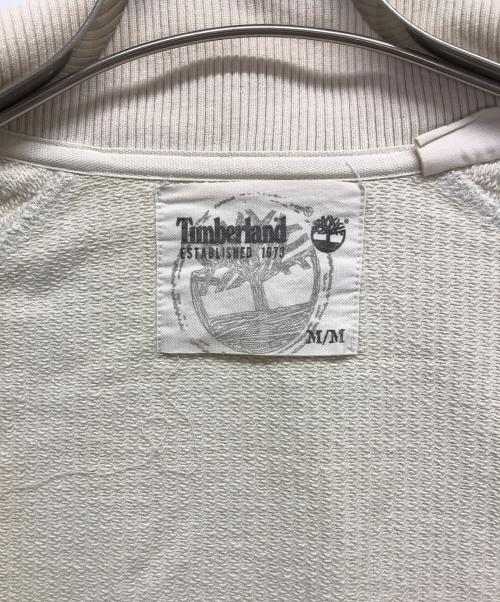 Timberland ®
ESTABLISHED 1973
M/M